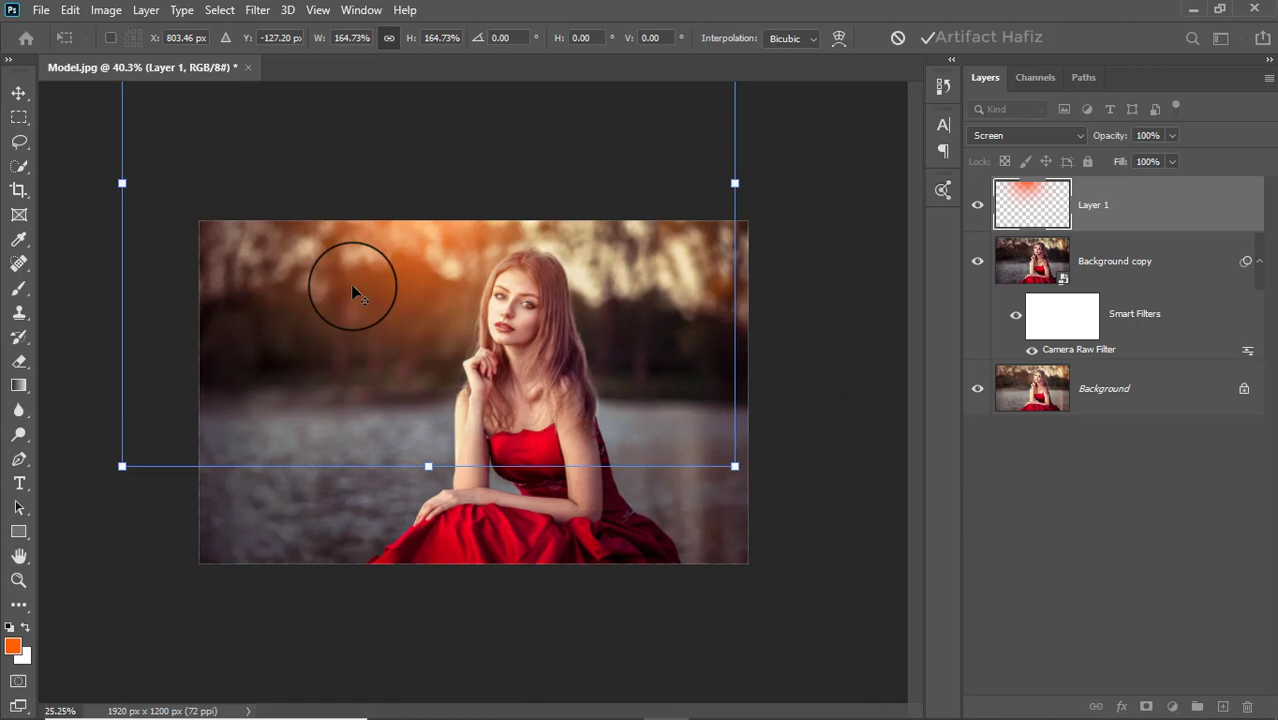 Ps File Edit Image Layer Type Select Filter 3D View Window Help
X: 803.46 px Y: -127.20 p W: 164.73% H: 164.73% 0.00 ° H: 0.00 ° V: 0.00 ° Interpolation: Bicubic Artifact Hafiz
Model.jpg @ 40.3% (Layer 1, RGB/8#) *
Layers Channels Paths
Kind
Screen Opacity: 100%
Lock: Fill: 100%
Layer 1
Background copy
Smart Filters
Camera Raw Filter
Background
25.25% 1920 px x 1200 px (72 ppi)